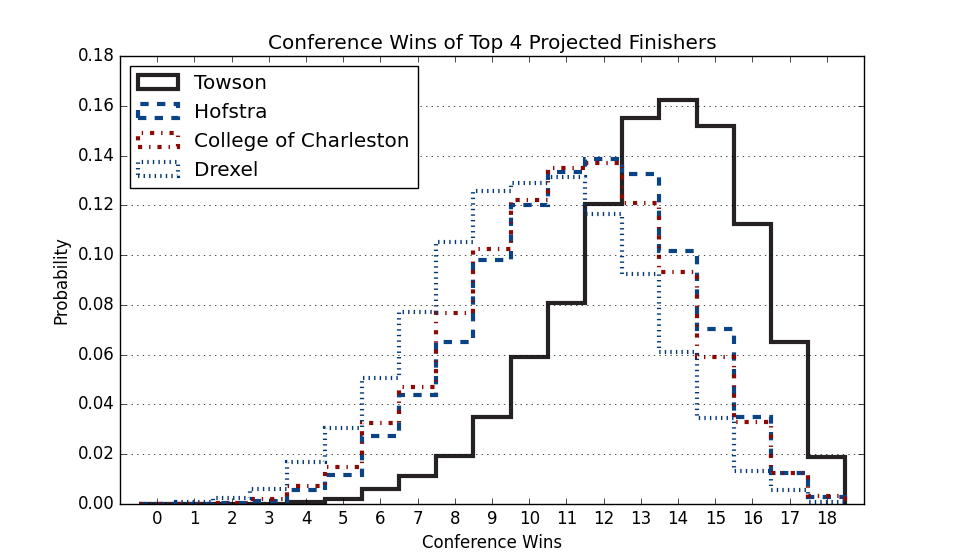 Conference Wins of Top 4 Projected Finishers
0.18
0.16
0.14
0.12
0.10
0.08
0.06
0.04
0.02
0.00
Probability
Towson
Hofstra
College of Charleston
Drexel
0 1 2 3 4 5 6 7 8 9 10 11 12 13 14 15 16 17 18
Conference Wins